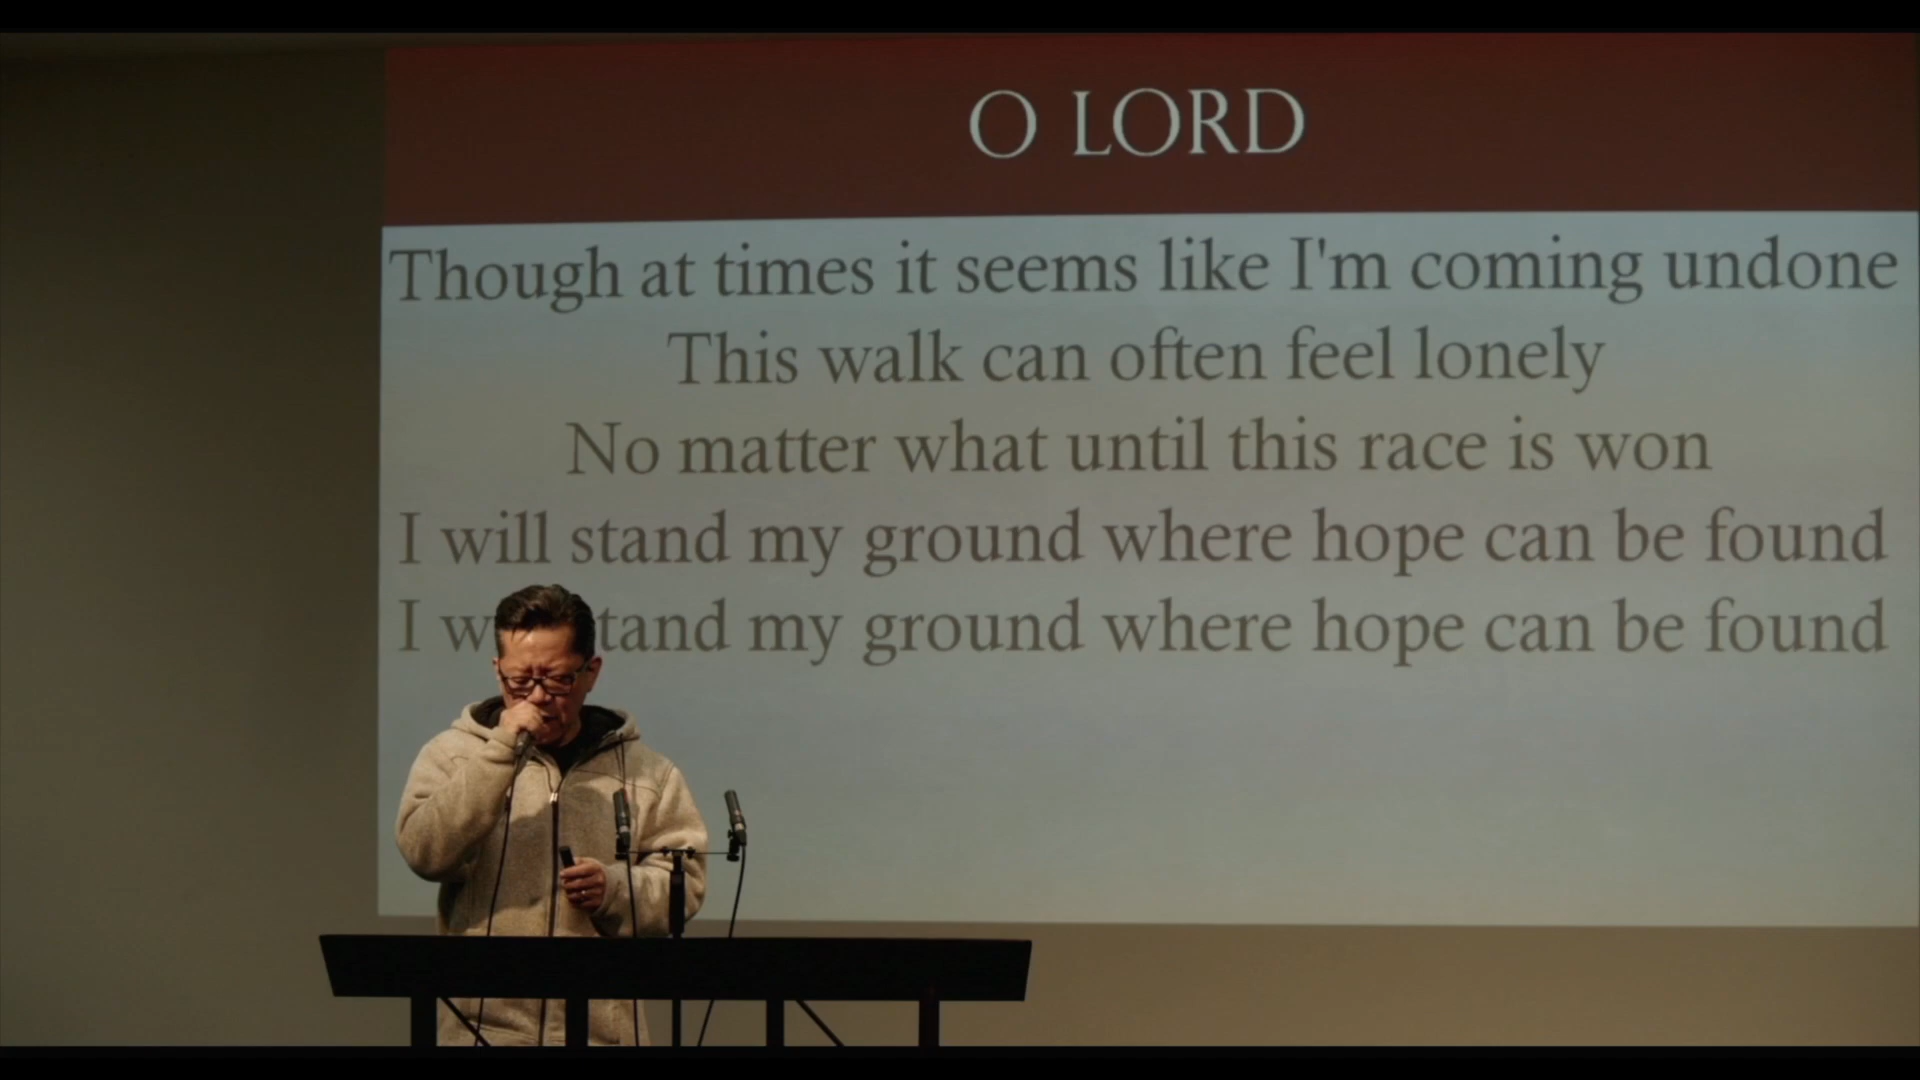 O LORD
Though at times it seems like I'm coming undone
This walk can often feel lonely
No matter what until this race is won
I will stand my ground where hope can be found
I w tand my ground where hope can be found